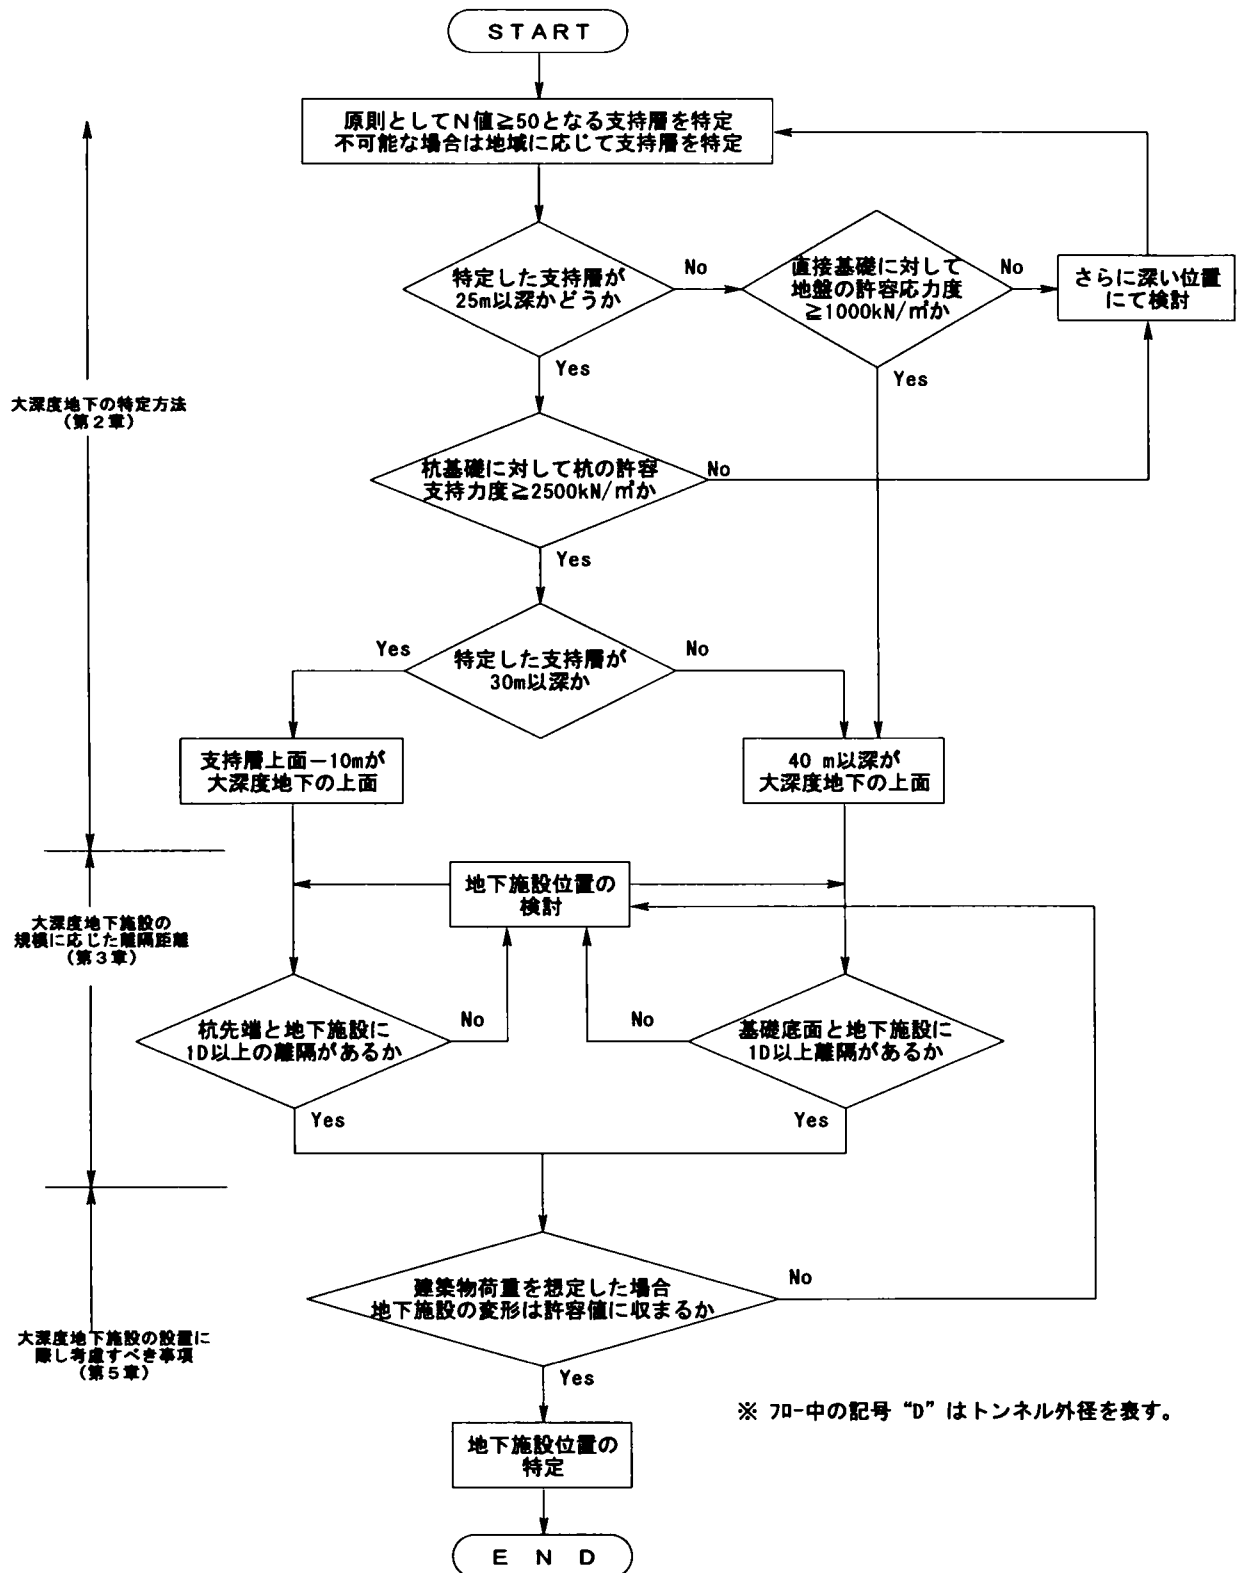 START
原則としてN値≧50となる支持層を特定
不可能な場合は地域に応じて支持層を特定
特定した支持層が
25m以深かどうか
No
直接基礎に対して
地盤の許容応力度
≧1000kN/㎡か
No
さらに深い位置
にて検討
Yes
Yes
大深度地下の特定方法
(第2章)
杭基礎に対して杭の許容
支持力度≧2500kN/㎡か
No
Yes
Yes
特定した支持層が
30m以深か
No
支持層上面－10mが
大深度地下の上面
40 m以深が
大深度地下の上面
地下施設位置の
検討
大深度地下施設の
規模に応じた離隔距離
(第3章)
杭先端と地下施設に
1D以上の離隔があるか
No
No
基礎底面と地下施設に
1D以上離隔があるか
Yes
Yes
建築物荷重を想定した場合
地下施設の変形は許容値に収まるか
No
大深度地下施設の設置に
際し考慮すべき事項
(第5章)
Yes
※ ﾌﾛｰ中の記号 “D” はトンネル外径を表す。
地下施設位置の
特定
END